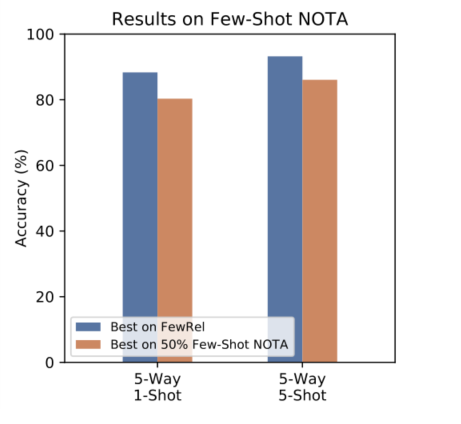 Results on Few-Shot NOTA
Accuracy (%)
100
80
60
40
20
0
Best on FewRel
Best on 50% Few-Shot NOTA
5-Way
1-Shot
5-Way
5-Shot